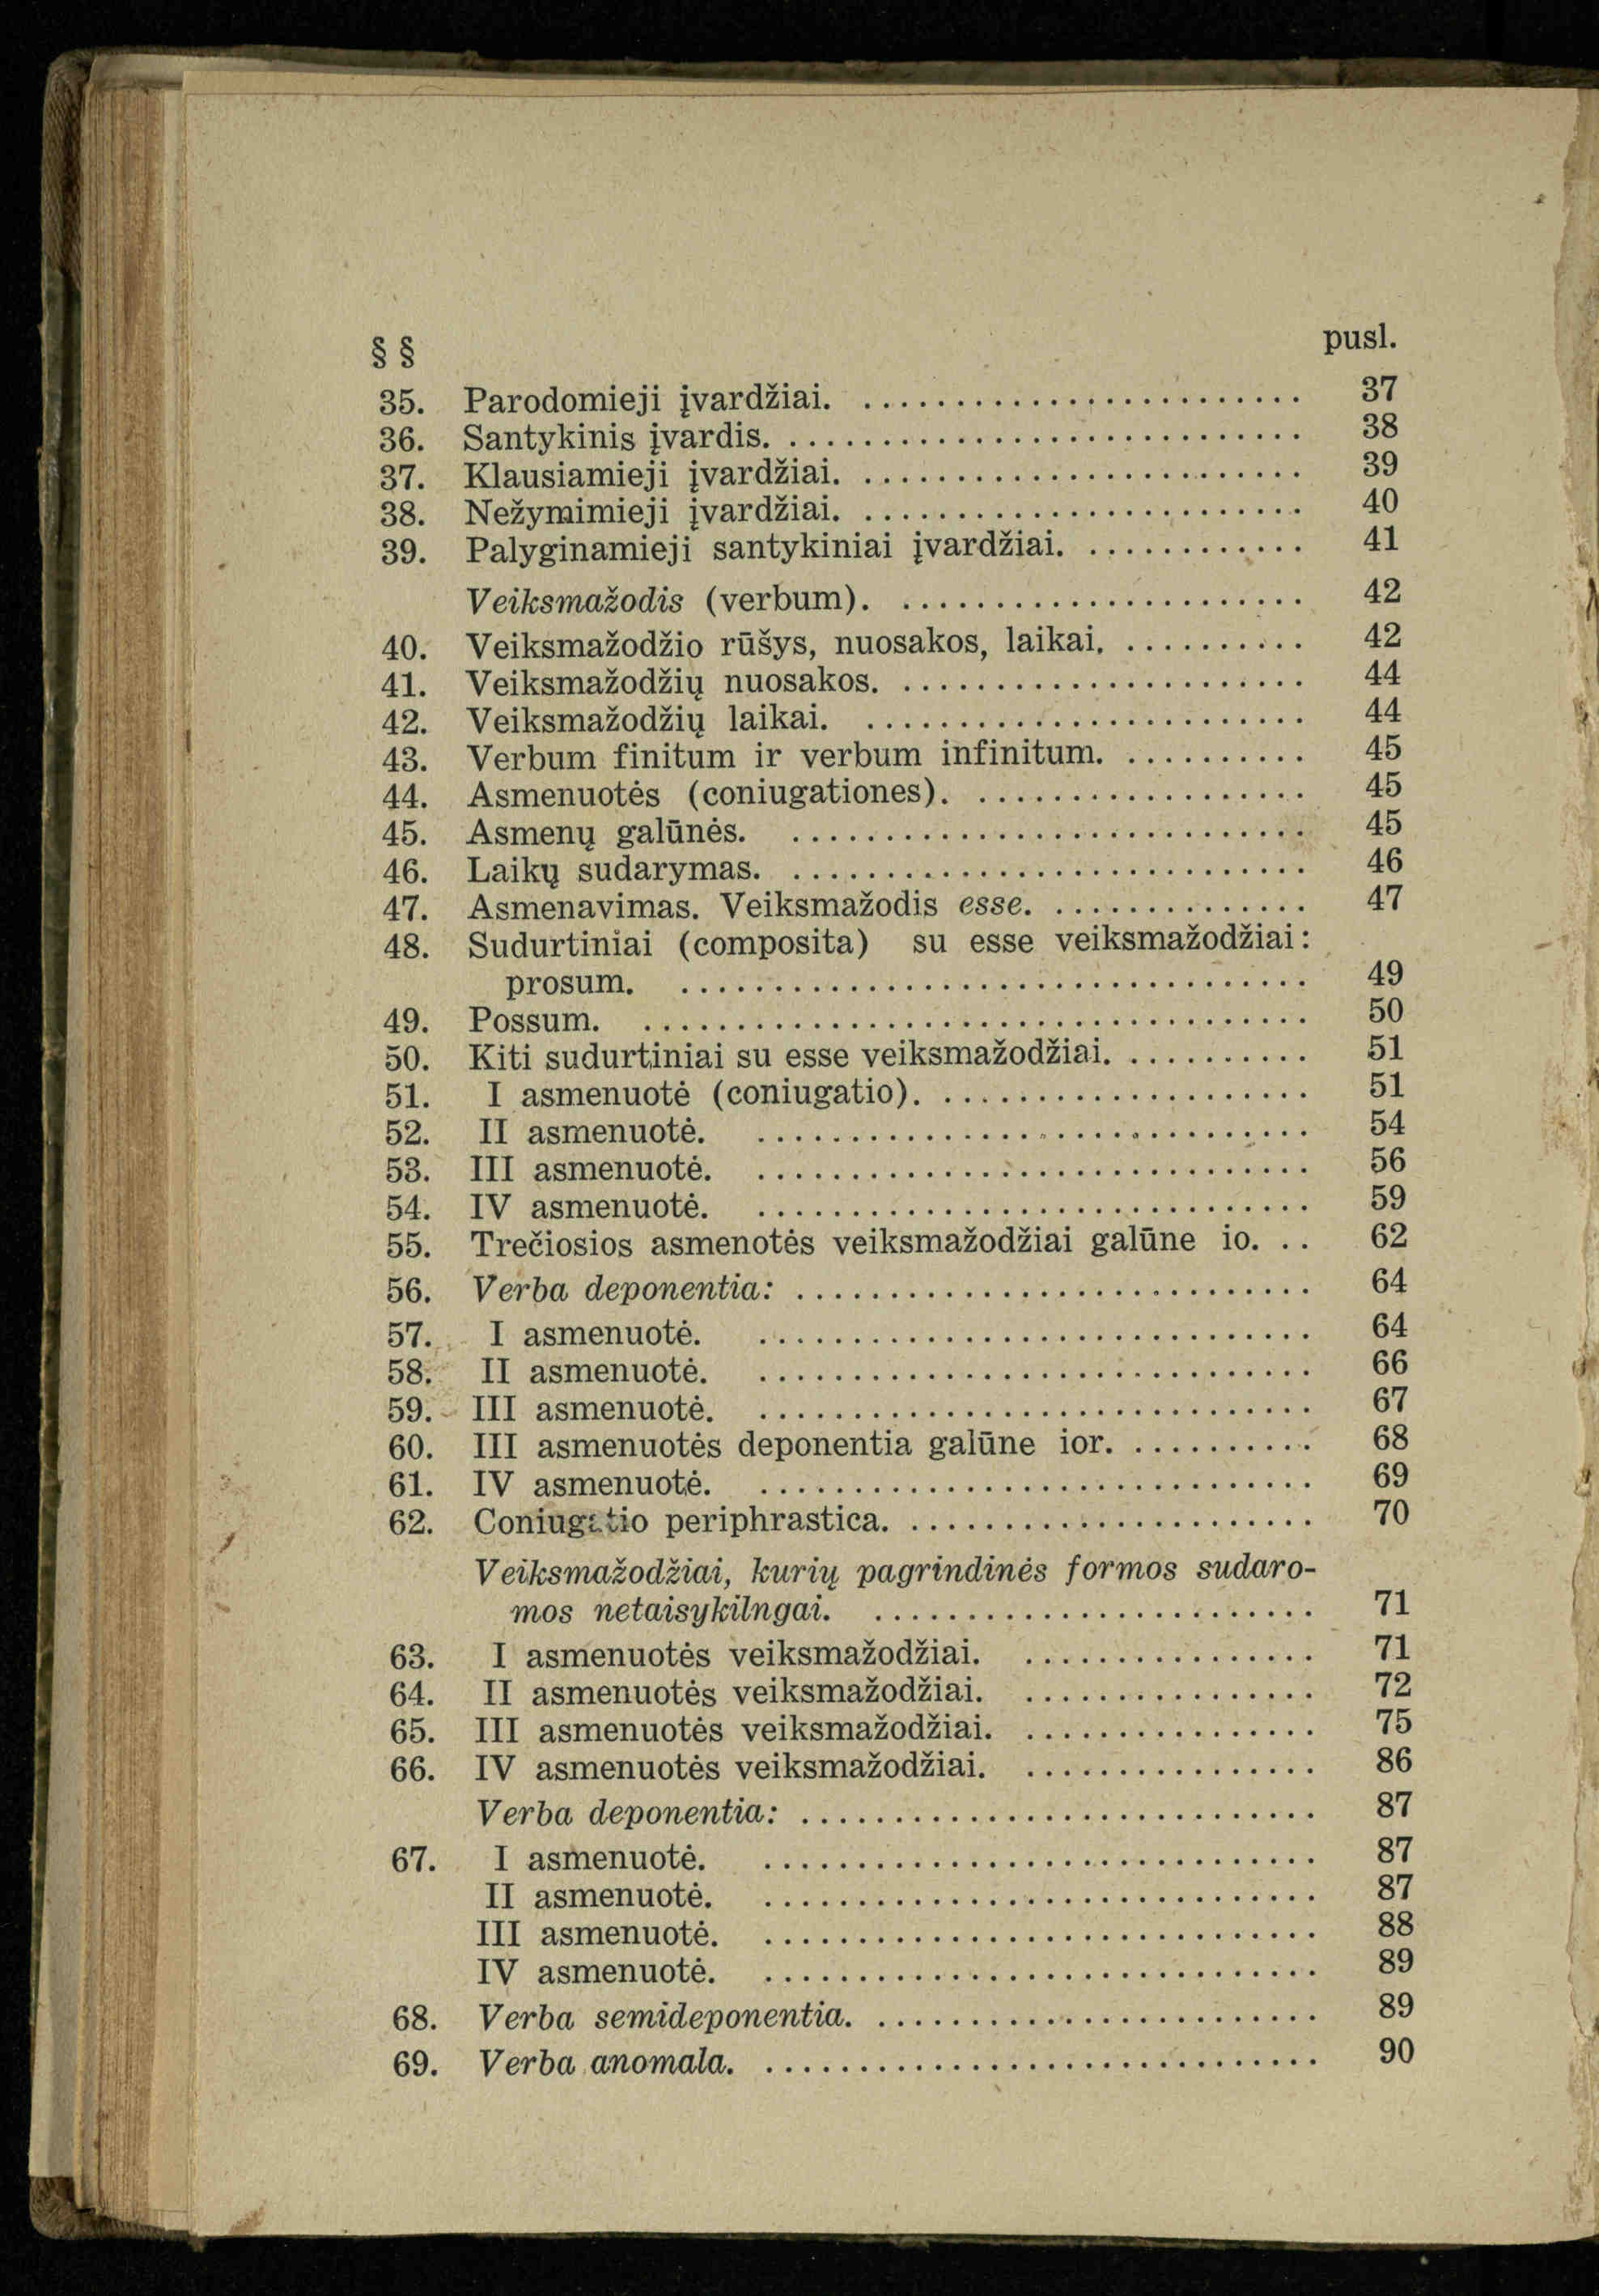 § § pusl.
35. Parodomieji įvardžiai. ........................ 37
36. Santykinis įvardis. ............................ 38
37. Klausiamieji įvardžiai. ........................ 39
38. Nežymimieji įvardžiai. ........................ 40
39. Palyginamieji santykiniai įvardžiai. ............ 41
Veiksmažodis (verbum). ...................... 42
40. Veiksmažodžio rūšys, nuosakos, laikai. .......... 42
41. Veiksmažodžių nuosakos. ...................... 44
42. Veiksmažodžių laikai. ........................ 44
43. Verbum finitum ir verbum infinitum. .......... 45
44. Asmenuotės (coniugationes). .................. 45
45. Asmenų galūnės. ............................ 45
46. Laikų sudarymas. ............................ 46
47. Asmenavimas. Veiksmažodis esse. .............. 47
48. Sudurtiniai (composita) su esse veiksmažodžiai:
prosum. .................................. 49
49. Possum. .................................... 50
50. Kiti sudurtiniai su esse veiksmažodžiai. .......... 51
51. I asmenuotė (coniugatio). .................... 51
52. II asmenuotė. .............................. 54
53. III asmenuotė. .............................. 56
54. IV asmenuotė. .............................. 59
55. Trečiosios asmenotės veiksmažodžiai galūne io. .. 62
56. Verba deponentia: ............................ 64
57. I asmenuotė. .............................. 64
58. II asmenuotė. .............................. 66
59. III asmenuotė. .............................. 67
60. III asmenuotės deponentia galūne ior. .......... 68
61. IV asmenuotė. .............................. 69
62. Coniugatio periphrastica. ...................... 70
Veiksmažodžiai, kurių pagrindinės formos sudaro-
mos netaisykilngai. ........................ 71
63. I asmenuotės veiksmažodžiai. ................ 71
64. II asmenuotės veiksmažodžiai. ................ 72
65. III asmenuotės veiksmažodžiai. ................ 75
66. IV asmenuotės veiksmažodžiai. ................ 86
Verba deponentia: ............................ 87
67. I asmenuotė. .............................. 87
II asmenuotė. .............................. 87
III asmenuotė. .............................. 88
IV asmenuotė. .............................. 89
68. Verba semideponentia. ........................ 89
69. Verba anomala. .............................. 90